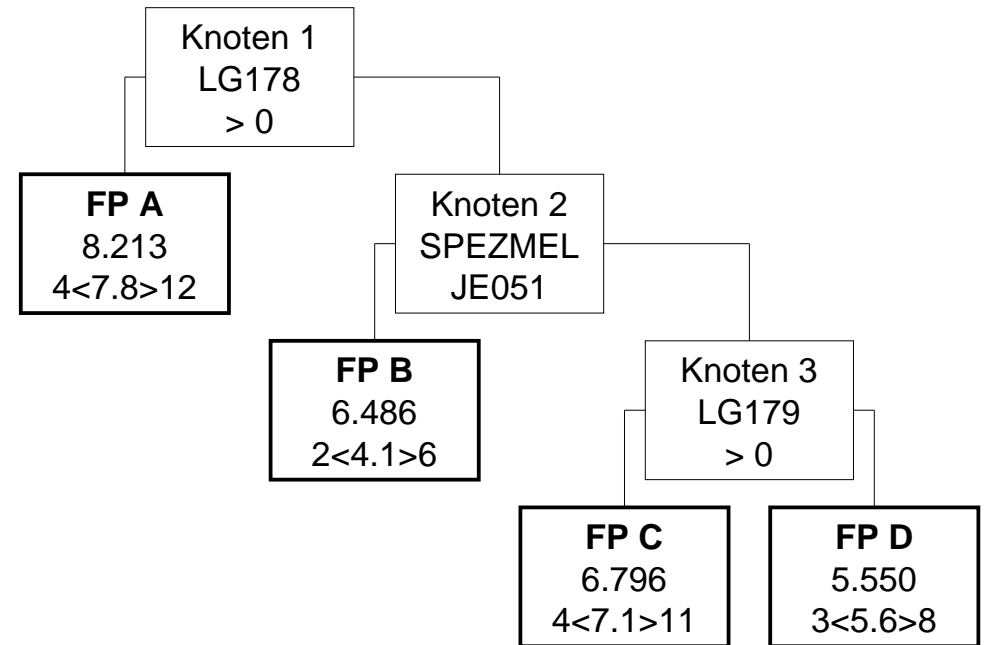 Knoten 1
LG178
> 0
FP A
8.213
4<7.8>12
Knoten 2
SPEZMEL
JE051
FP B
6.486
2<4.1>6
Knoten 3
LG179
> 0
FP C
6.796
4<7.1>11
FP D
5.550
3<5.6>8